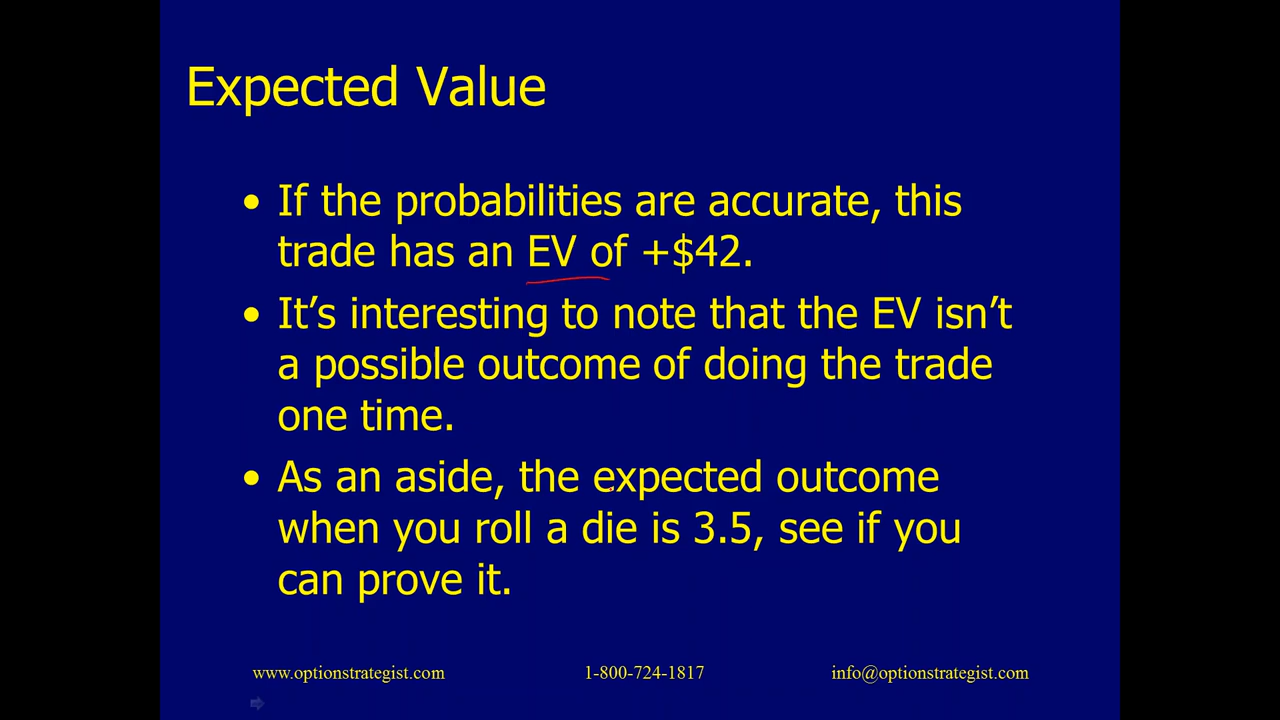 Expected Value
• If the probabilities are accurate, this
trade has an EV of +$42.
• It’s interesting to note that the EV isn’t
a possible outcome of doing the trade
one time.
• As an aside, the expected outcome
when you roll a die is 3.5, see if you
can prove it.
www.optionstrategist.com 1-800-724-1817 info@optionstrategist.com